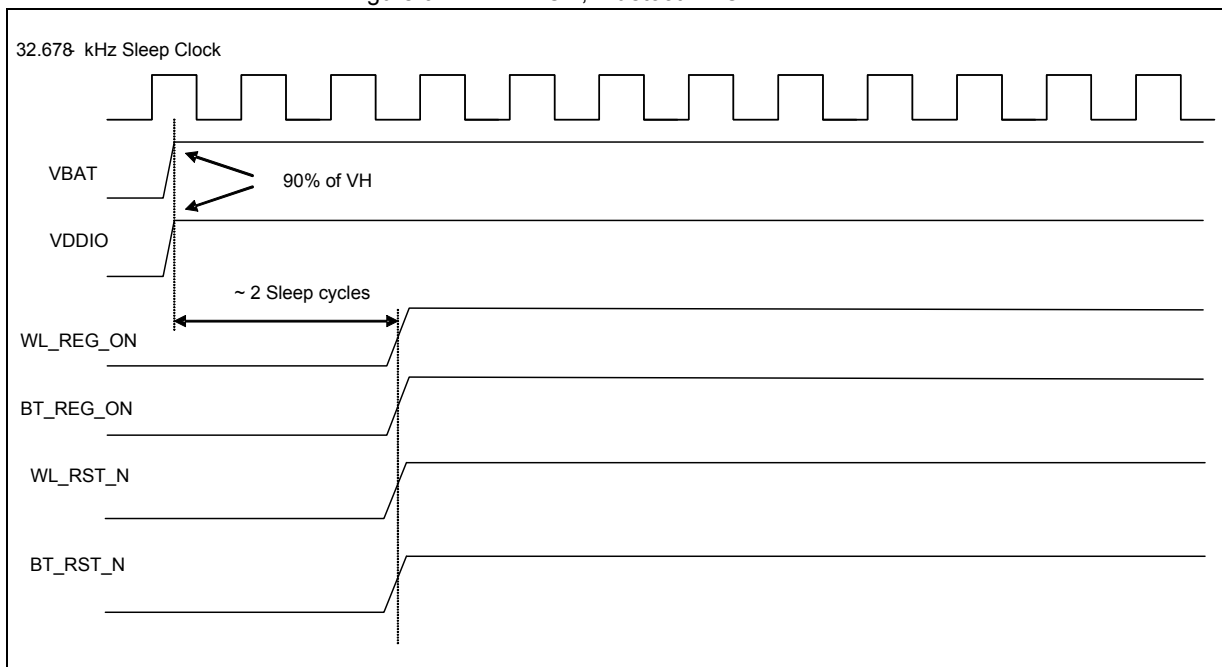 32.678- kHz Sleep Clock
VBAT
90% of VH
VDDIO
~ 2 Sleep cycles
WL_REG_ON
BT_REG_ON
WL_RST_N
BT_RST_N